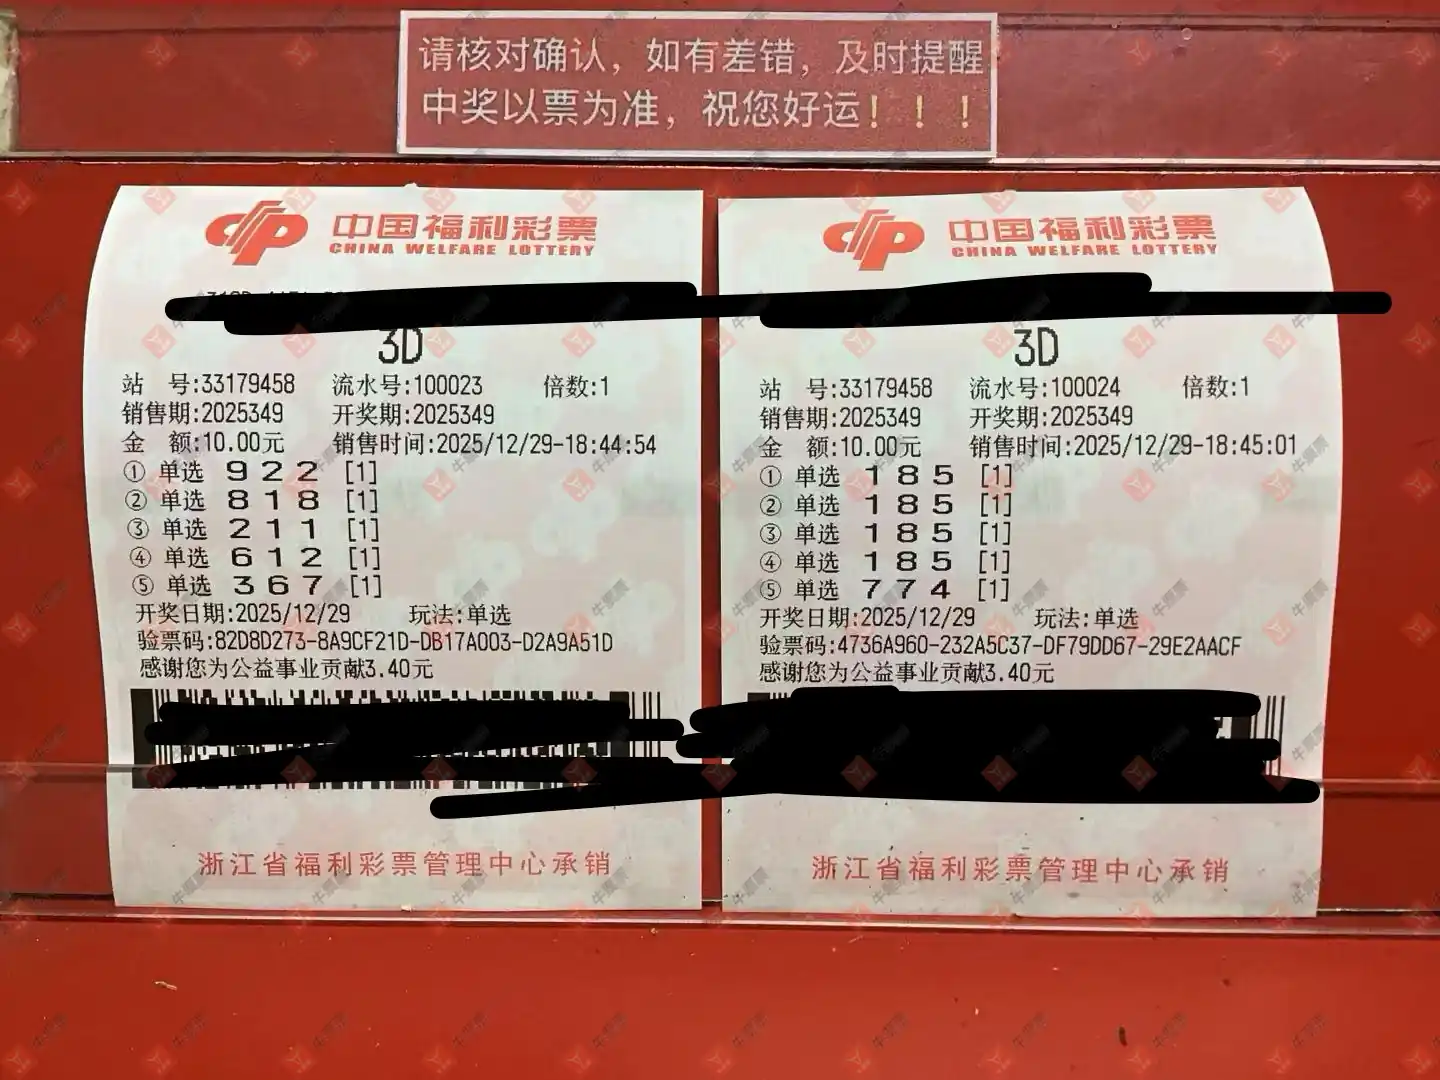 请核对确认，如有差错，及时提醒
中奖以票为准，祝您好运！！！
中国福利彩票
CHINA WELFARE LOTTERY
3D
站 号:33179458 流水号:100023 倍数:1
销售期:2025349 开奖期:2025349
金 额:10.00元 销售时间:2025/12/29-18:44:54
① 单选 9 2 2 [1]
② 单选 8 1 8 [1]
③ 单选 2 1 1 [1]
④ 单选 6 1 2 [1]
⑤ 单选 3 6 7 [1]
开奖日期:2025/12/29 玩法:单选
验票码:82D8D273-8A9CF21D-DB17A003-D2A9A51D
感谢您为公益事业贡献3.40元
浙江省福利彩票管理中心承销
中国福利彩票
CHINA WELFARE LOTTERY
3D
站 号:33179458 流水号:100024 倍数:1
销售期:2025349 开奖期:2025349
金 额:10.00元 销售时间:2025/12/29-18:45:01
① 单选 1 8 5 [1]
② 单选 1 8 5 [1]
③ 单选 1 8 5 [1]
④ 单选 1 8 5 [1]
⑤ 单选 7 7 4 [1]
开奖日期:2025/12/29 玩法:单选
验票码:4736A960-232A5C37-DF79DD67-29E2AACF
感谢您为公益事业贡献3.40元
浙江省福利彩票管理中心承销